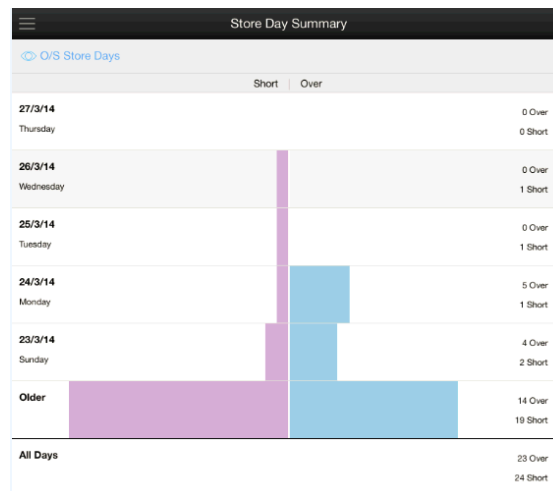 Store Day Summary
O/S Store Days
Short Over
27/3/14
Thursday
0 Over
0 Short
26/3/14
Wednesday
0 Over
1 Short
25/3/14
Tuesday
0 Over
1 Short
24/3/14
Monday
5 Over
1 Short
23/3/14
Sunday
4 Over
2 Short
Older
14 Over
19 Short
All Days
23 Over
24 Short